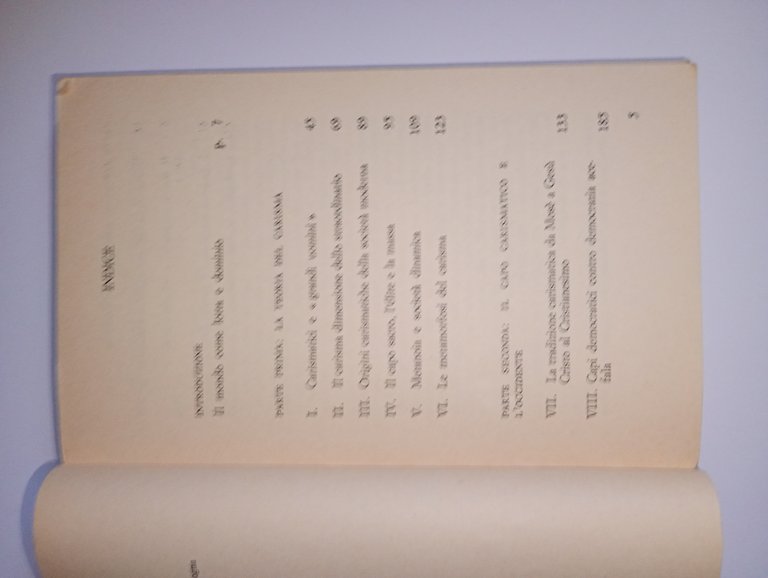 INDICE
INTRODUZIONE
Il mondo come lotta e dominio p. 7
PARTE PRIMA: LA TEORIA DEL CARISMA
I. Carismatici e «grandi uomini» 43
II. Il carisma dimensione dello straordinario 69
III. Origini carismatiche della società moderna 89
IV. Il capo sacro, l'élite e la massa 93
V. Metanoia e società dinamica 109
VI. Le metamorfosi del carisma 123
PARTE SECONDA: IL CAPO CARISMATICO E
L'OCCIDENTE
VII. La tradizione carismatica da Mosè a Gesù
Cristo al Cristianesimo 133
VIII. Capi democratici contro democrazia ace-
fala 185
5